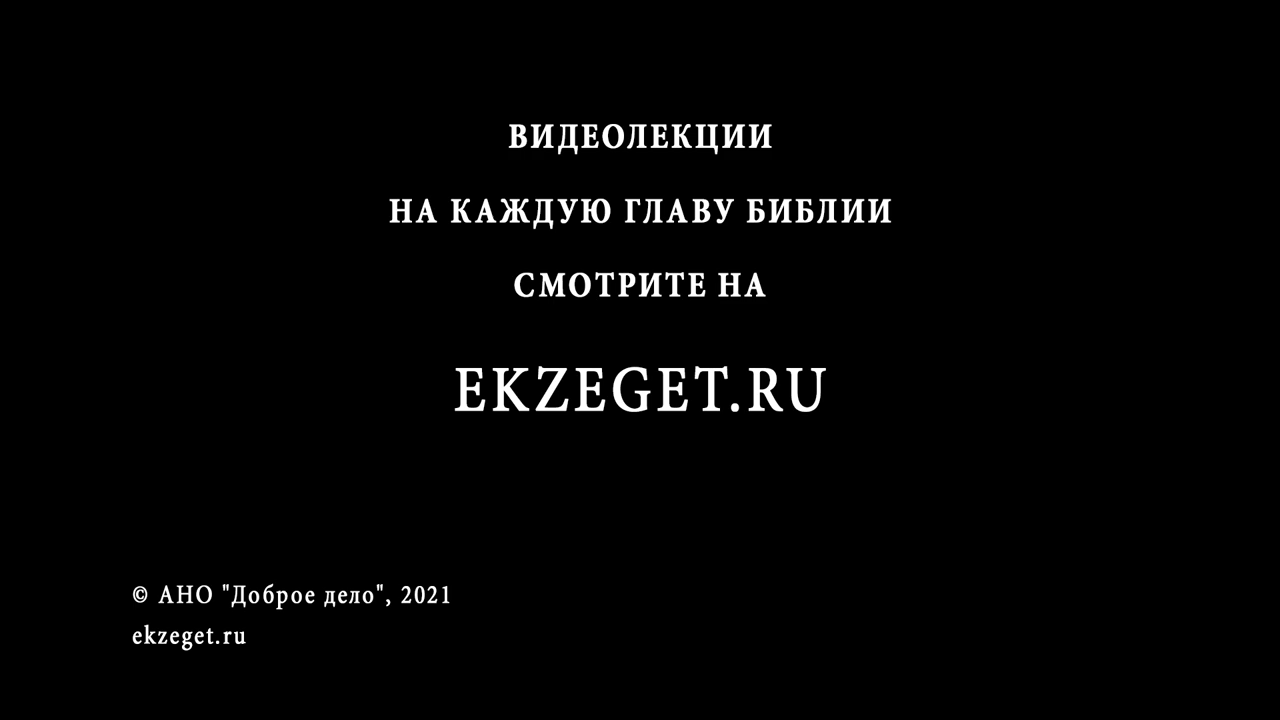 ВИДЕОЛЕКЦИИ
НА КАЖДУЮ ГЛАВУ БИБЛИИ
СМОТРИТЕ НА
EKZEGET.RU
© АНО "Доброе дело", 2021
ekzeget.ru